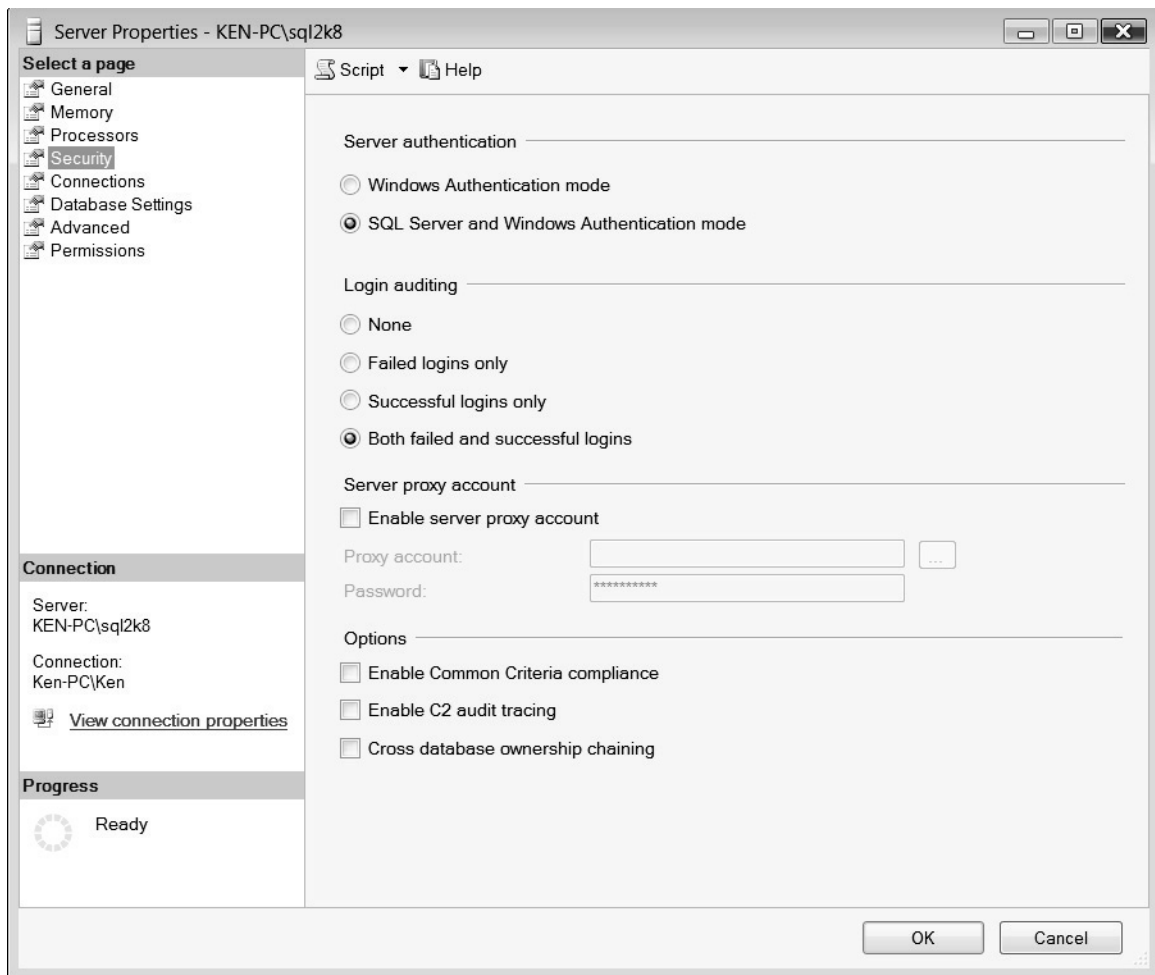 Server Properties - KEN-PC\sql2k8
Select a page
General
Memory
Processors
Security
Connections
Database Settings
Advanced
Permissions
Connection
Server:
KEN-PC\sql2k8
Connection:
Ken-PC\Ken
View connection properties
Progress
Ready
Script Help
Server authentication
Windows Authentication mode
SQL Server and Windows Authentication mode
Login auditing
None
Failed logins only
Successful logins only
Both failed and successful logins
Server proxy account
Enable server proxy account
Proxy account:
...
Password: **********
Options
Enable Common Criteria compliance
Enable C2 audit tracing
Cross database ownership chaining
OK Cancel